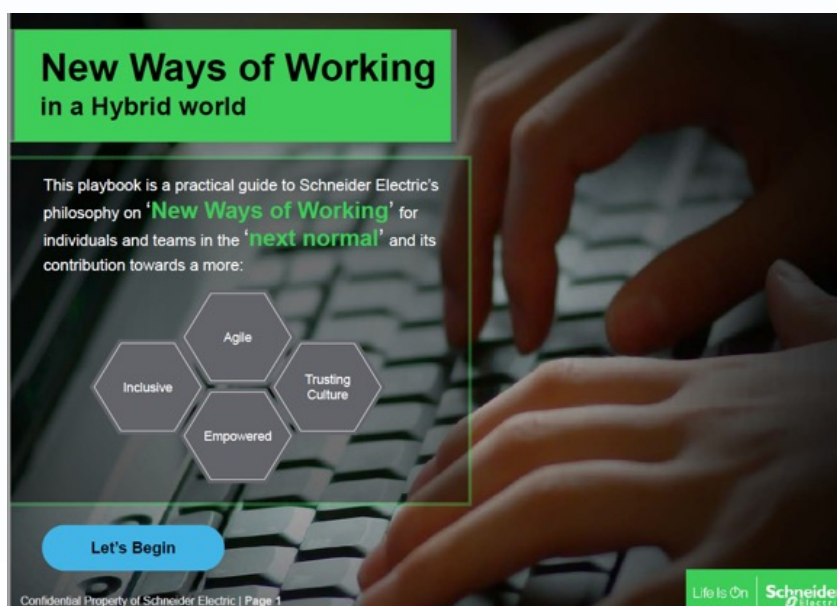 New Ways of Working
in a Hybrid world
This playbook is a practical guide to Schneider Electric's
philosophy on ‘New Ways of Working’ for
individuals and teams in the ‘next normal’ and its
contribution towards a more:
Agile
Inclusive
Trusting
Culture
Empowered
Let's Begin
Confidential Property of Schneider Electric | Page 1
Life Is On
Schneide
Electric